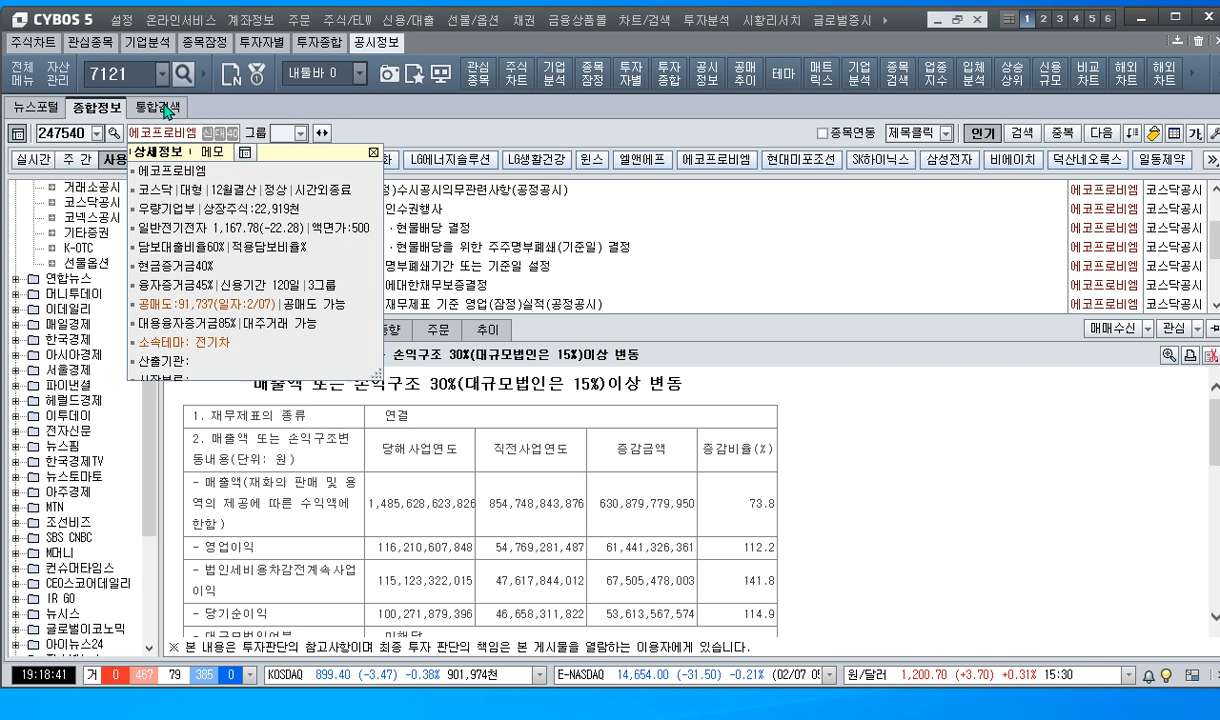 CYBOS 5 설정 온라인서비스 계좌정보 주문 주식/ELW 신용/대출 선물/옵션 채권 금융상품몰 차트/검색 투자분석 시황리서치 글로벌증시 1 2 3 4 5 6
주식차트 관심종목 기업분석 종목잠정 투자자별 투자종합 공시정보
전체메뉴 자산관리 7121 내툴바 0 관심종목 주식차트 기업분석 종목잠정 투자자별 투자종합 공시정보 공매추이 테마 매트릭스 기업분석 종목검색 업종지수 입체분석 상승상위 신용규모 비교차트 해외차트 해외차트
뉴스포털 종합정보 통합검색
247540 에코프로비엠 신 대 40 그룹 종목연동 제목클릭 인기 검색 중복 다음 가
실시간 주 간 사용 상세정보 메모 화 LG에너지솔루션 LG생활건강 윈스 엘앤에프 에코프로비엠 현대미포조선 SK하이닉스 삼성전자 비에이치 덕산네오룩스 일동제약
에코프로비엠
코스닥|대형|12월결산|정상|시간외종료
우량기업부|상장주식:22,919천
일반전기전자 1,167.78(-22.28)|액면가:500
담보대출비율60%|적용담보비율%
현금증거금40%
융자증거금45%|신용기간 120일|3그룹
공매도:91,737(일자:2/07)|공매도 가능
대용융자증거금85%|대주거래 가능
소속테마: 전기차
산출기관:
거래소공시
코스닥공시
코넥스공시
기타증권
K-OTC
선물옵션
연합뉴스
머니투데이
이데일리
매일경제
한국경제
아시아경제
서울경제
파이낸셜
헤럴드경제
이투데이
전자신문
뉴스핌
한국경제TV
뉴스토마토
아주경제
MTN
조선비즈
SBS CNBC
M머니
컨슈머타임스
CEO스코어데일리
IR GO
뉴시스
글로벌이코노믹
아이뉴스24
)수시공시의무관련사항(공정공시) 에코프로비엠 코스닥공시
인수권행사 에코프로비엠 코스닥공시
·현물배당 결정 에코프로비엠 코스닥공시
·현물배당을 위한 주주명부폐쇄(기준일) 결정 에코프로비엠 코스닥공시
명부폐쇄기간 또는 기준일 설정 에코프로비엠 코스닥공시
에대한채무보증결정 에코프로비엠 코스닥공시
재무제표 기준 영업(잠정)실적(공정공시) 에코프로비엠 코스닥공시
향 주문 추이 매매수신 관심
손익구조 30%(대규모법인은 15%)이상 변동
매출액 또는 손익구조 30%(대규모법인은 15%)이상 변동
1. 재무제표의 종류 연결
2. 매출액 또는 손익구조변동내용(단위: 원) 당해사업연도 직전사업연도 증감금액 증감비율(%)
- 매출액(재화의 판매 및 용역의 제공에 따른 수익액에 한함) 1,485,628,623,826 854,748,843,876 630,879,779,950 73.8
- 영업이익 116,210,607,848 54,769,281,487 61,441,326,361 112.2
- 법인세비용차감전계속사업이익 115,123,322,015 47,617,844,012 67,505,478,003 141.8
- 당기순이익 100,271,879,396 46,658,311,822 53,613,567,574 114.9
- 대규모법인여부 미해당
※ 본 내용은 투자판단의 참고사항이며 최종 투자 판단의 책임은 본 게시물을 열람하는 이용자에게 있습니다.
19:18:41 거 0 467 79 385 0 KOSDAQ 899.40 (-3.47) -0.38% 901,974천 E-NASDAQ 14,654.00 (-31.50) -0.21% (02/07 원/달러 1,200.70 (+3.70) +0.31% 15:30